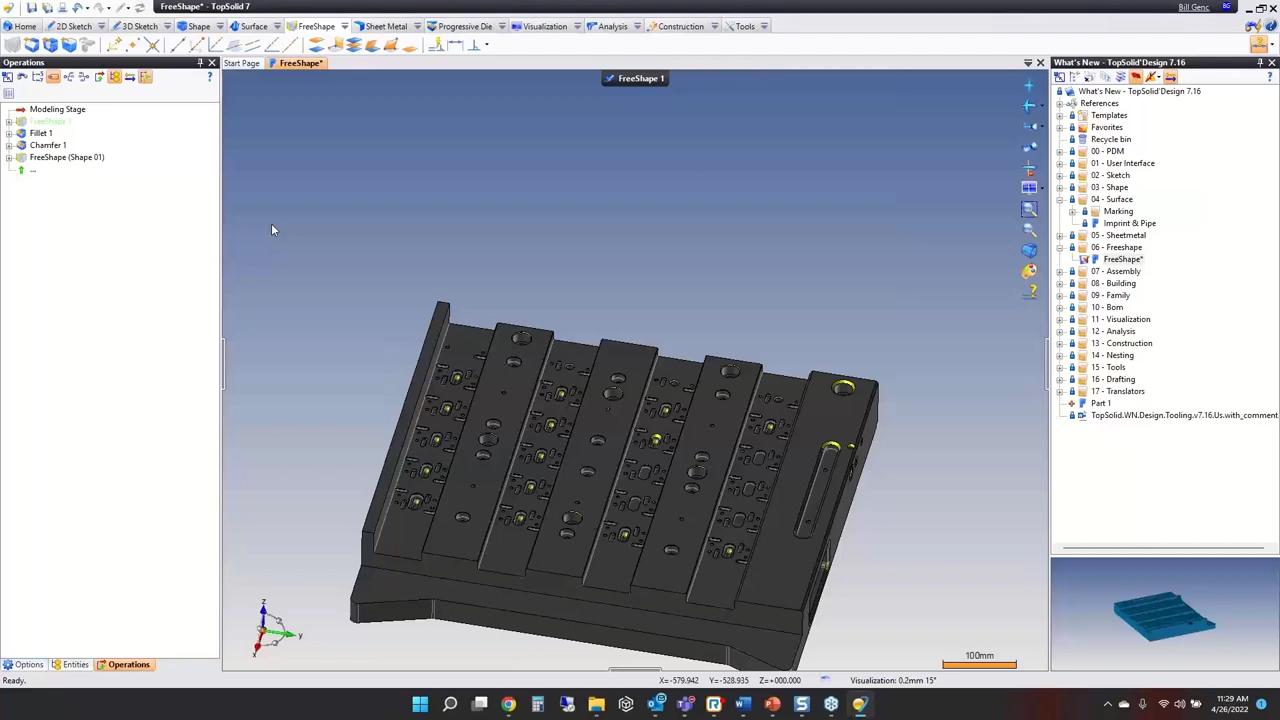 FreeShape* - TopSolid 7
Bill Genc
BG
Home 2D Sketch 3D Sketch Shape Surface FreeShape Sheet Metal Progressive Die Visualization Analysis Construction Tools
Operations
Start Page FreeShape*
FreeShape 1
What's New - TopSolid'Design 7.16
Modeling Stage
FreeShape 1
Fillet 1
Chamfer 1
FreeShape (Shape 01)
...
What's New - TopSolid'Design 7.16
References
Templates
Favorites
Recycle bin
00 - PDM
01 - User Interface
02 - Sketch
03 - Shape
04 - Surface
Marking
Imprint & Pipe
05 - Sheetmetal
06 - Freeshape
FreeShape*
07 - Assembly
08 - Building
09 - Family
10 - Bom
11 - Visualization
12 - Analysis
13 - Construction
14 - Nesting
15 - Tools
16 - Drafting
17 - Translators
Part 1
TopSolid.WN.Design.Tooling.v7.16.Us.with_comment
z
y
x
100mm
Options Entities Operations
Ready.
X=-579.942 Y=-528.935 Z=+000.000 Visualization: 0.2mm 15°
11:29 AM
4/26/2022